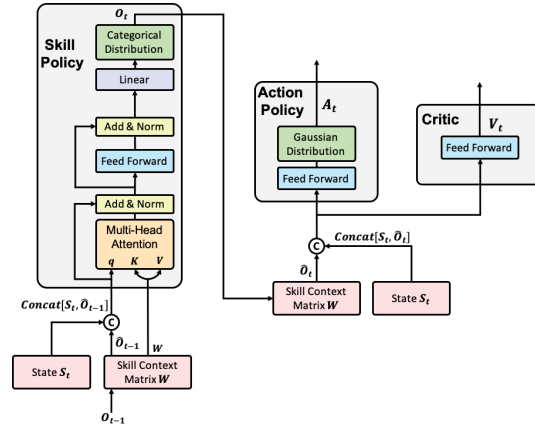 O_t
Skill
Policy
Categorical
Distribution
Linear
Add & Norm
Feed Forward
Add & Norm
Multi-Head
Attention
q K V
Concat[S_t, Ô_{t-1}]
C
Ô_{t-1} W
State S_t
Skill Context
Matrix W
O_{t-1}
Action
Policy
A_t
Gaussian
Distribution
Feed Forward
Critic
V_t
Feed Forward
C
Concat[S_t, Ô_t]
Ô_t
Skill Context
Matrix W
State S_t